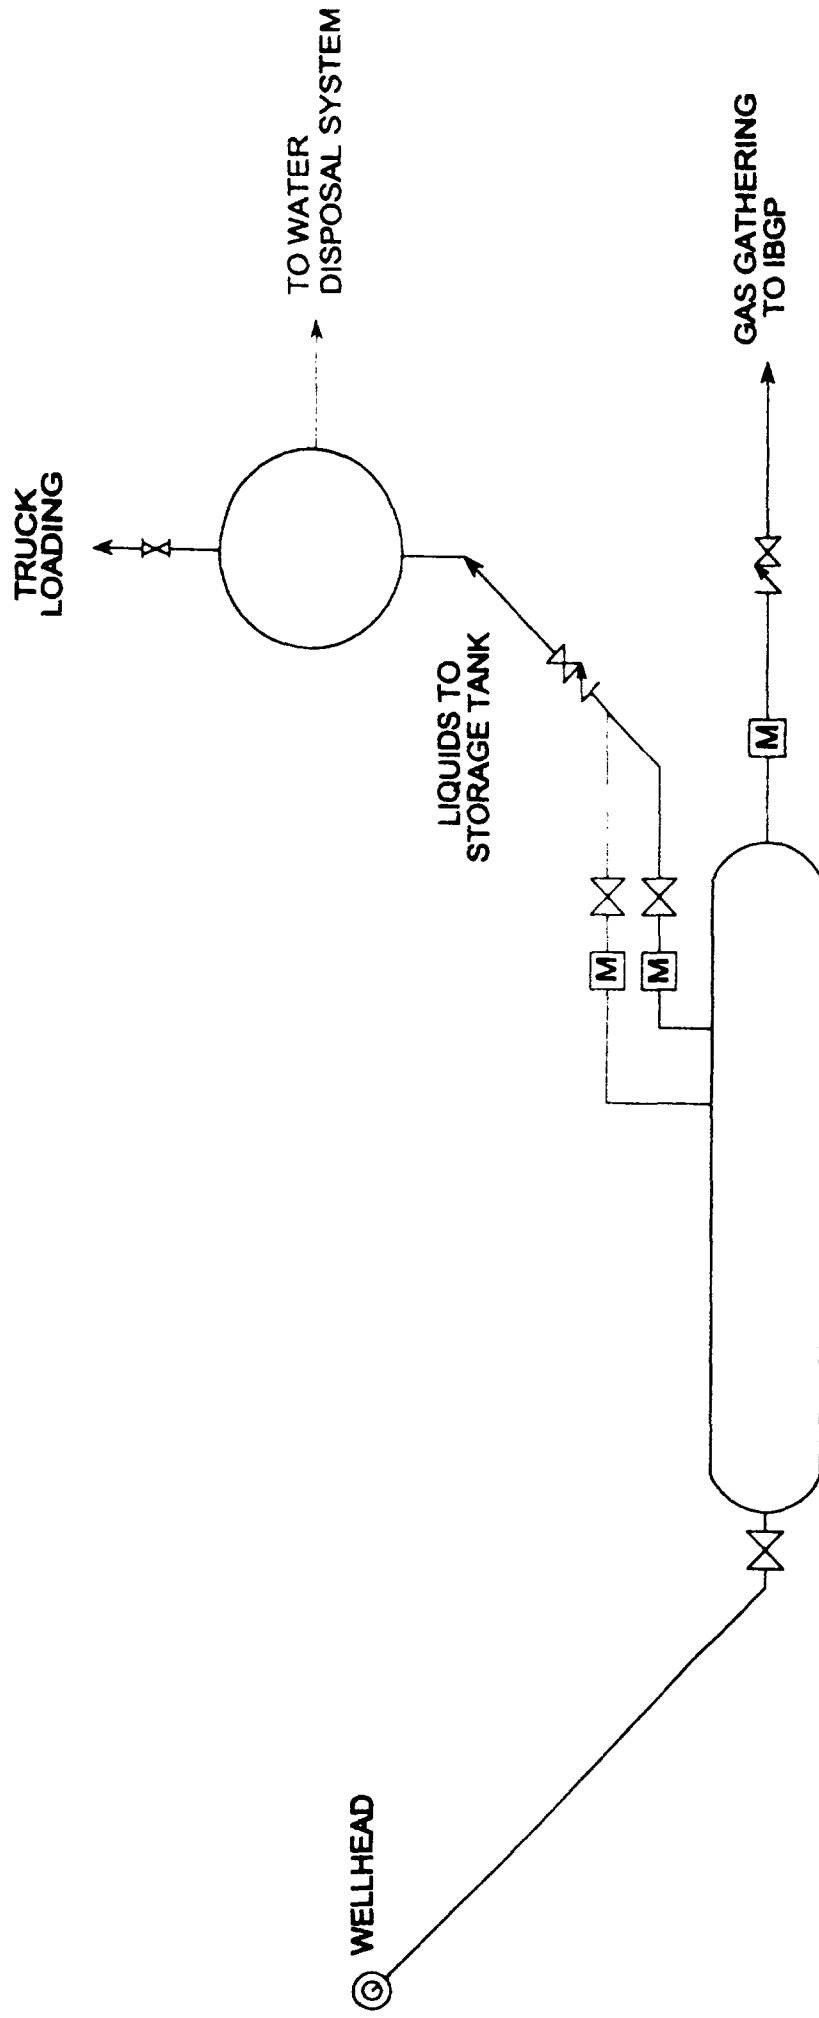 TRUCK
LOADING
TO WATER
DISPOSAL SYSTEM
LIQUIDS TO
STORAGE TANK
GAS GATHERING
TO IBGP
M
M
M
WELLHEAD